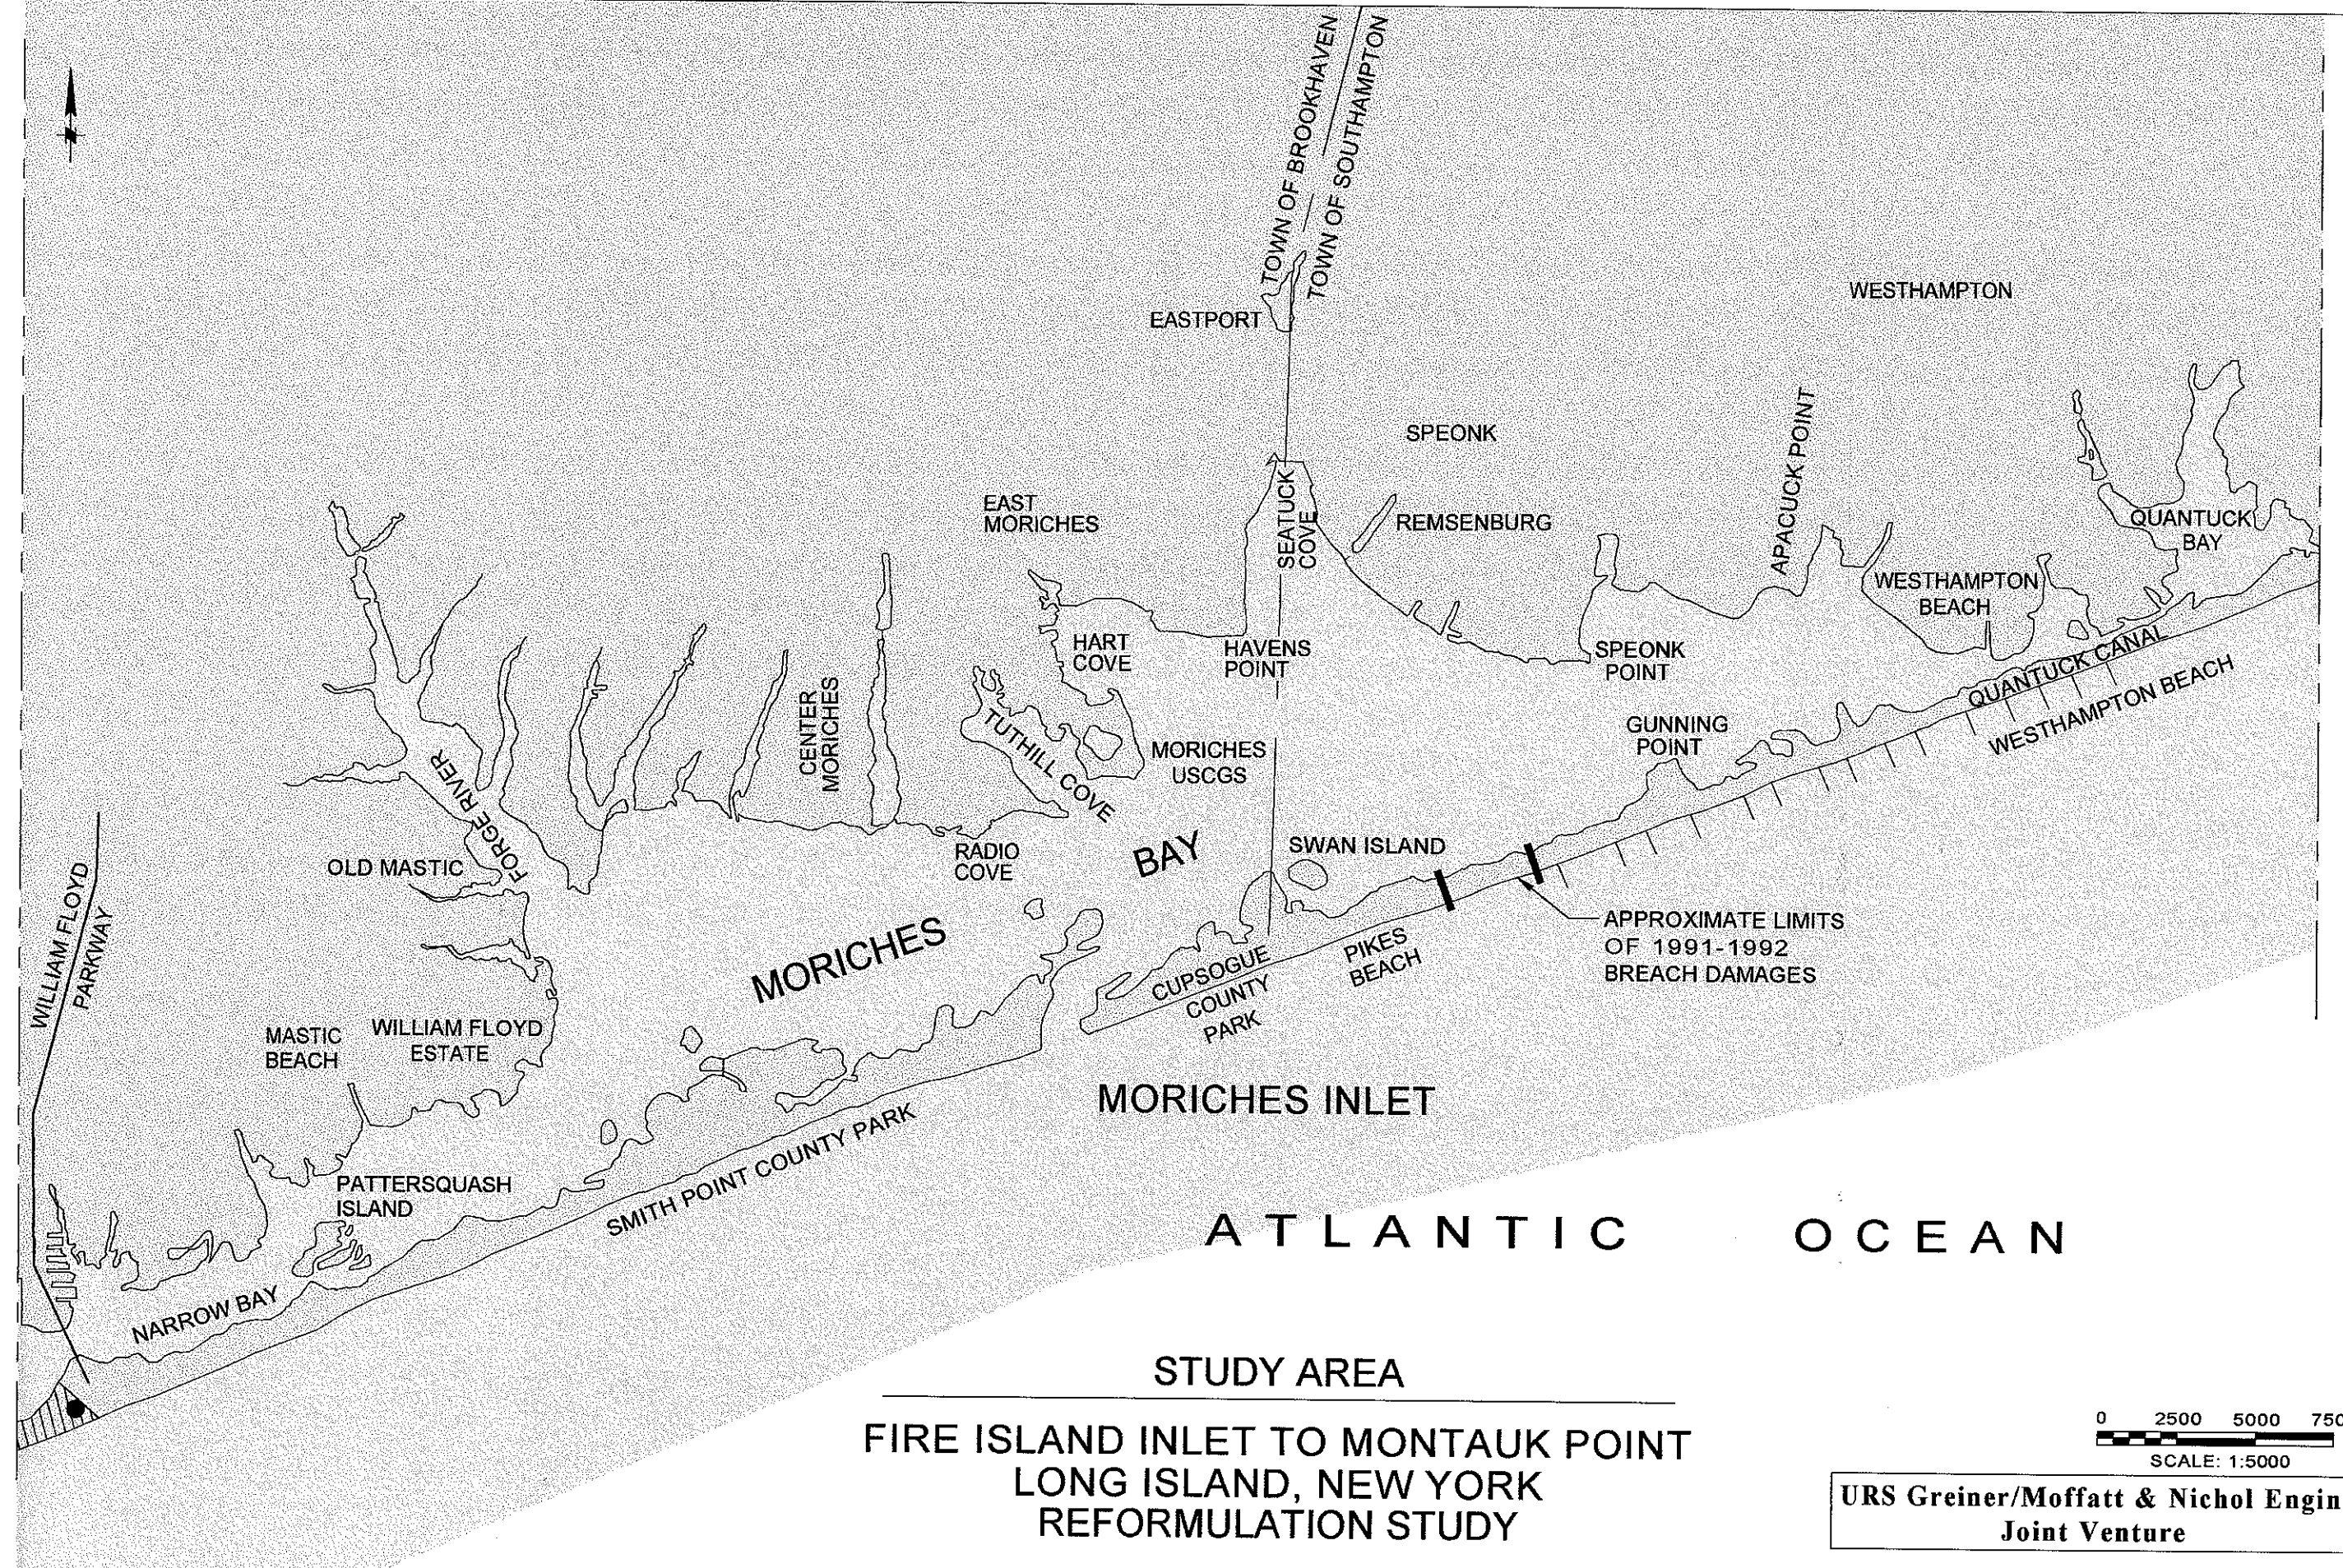 TOWN OF BROOKHAVEN
TOWN OF SOUTHAMPTON
WESTHAMPTON
EASTPORT
SPEONK
APACUCK POINT
EAST
MORICHES
SEATUCK
COVE
REMSENBURG
QUANTUCK
BAY
WESTHAMPTON
BEACH
HART
COVE
HAVENS
POINT
SPEONK
POINT
QUANTUCK CANAL
WESTHAMPTON BEACH
CENTER
MORICHES
TUTHILL COVE
MORICHES
USCGS
GUNNING
POINT
FORGE RIVER
OLD MASTIC
RADIO
COVE
BAY
SWAN ISLAND
WILLIAM FLOYD
PARKWAY
MORICHES
APPROXIMATE LIMITS
OF 1991-1992
BREACH DAMAGES
CUPSOGUE
COUNTY
PARK
PIKES
BEACH
MASTIC
BEACH
WILLIAM FLOYD
ESTATE
MORICHES INLET
SMITH POINT COUNTY PARK
PATTERSQUASH
ISLAND
NARROW BAY
ATLANTIC OCEAN
STUDY AREA
FIRE ISLAND INLET TO MONTAUK POINT
LONG ISLAND, NEW YORK
REFORMULATION STUDY
0 2500 5000 750
SCALE: 1:5000
URS Greiner/Moffatt & Nichol Engin
Joint Venture